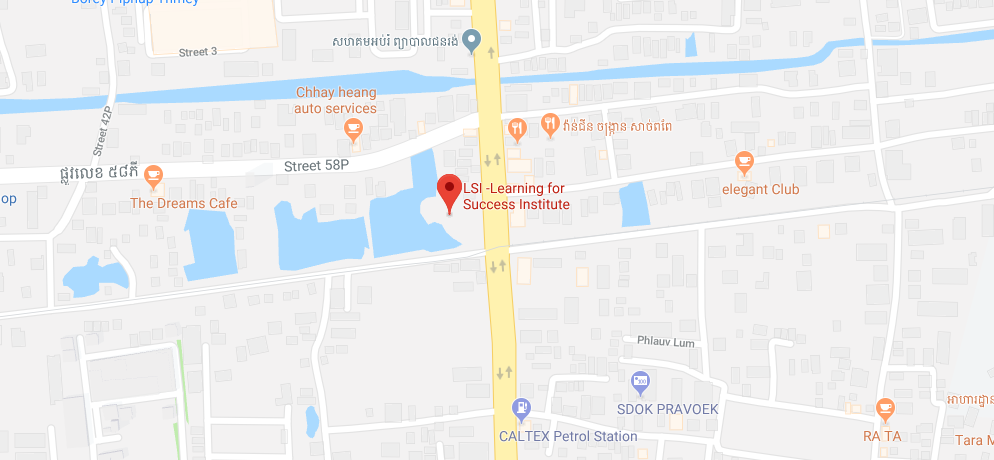 Borey Piphup Thmey
Street 3
សហគមអប់រំ ព្យាបាលជនរង់
Chhay heang
auto services
Street 42P
វ៉ាន់ជីន ចង្ក្រាន សាច់ពពែ
Street 58P
ផ្លូវលេខ ៥៨ភី
elegant Club
LSI -Learning for
Success Institute
op
The Dreams Cafe
Phlauv Lum
SDOK PRAVOEK
CALTEX Petrol Station
RA TA
អាហារដ្ឋាន
Tara M